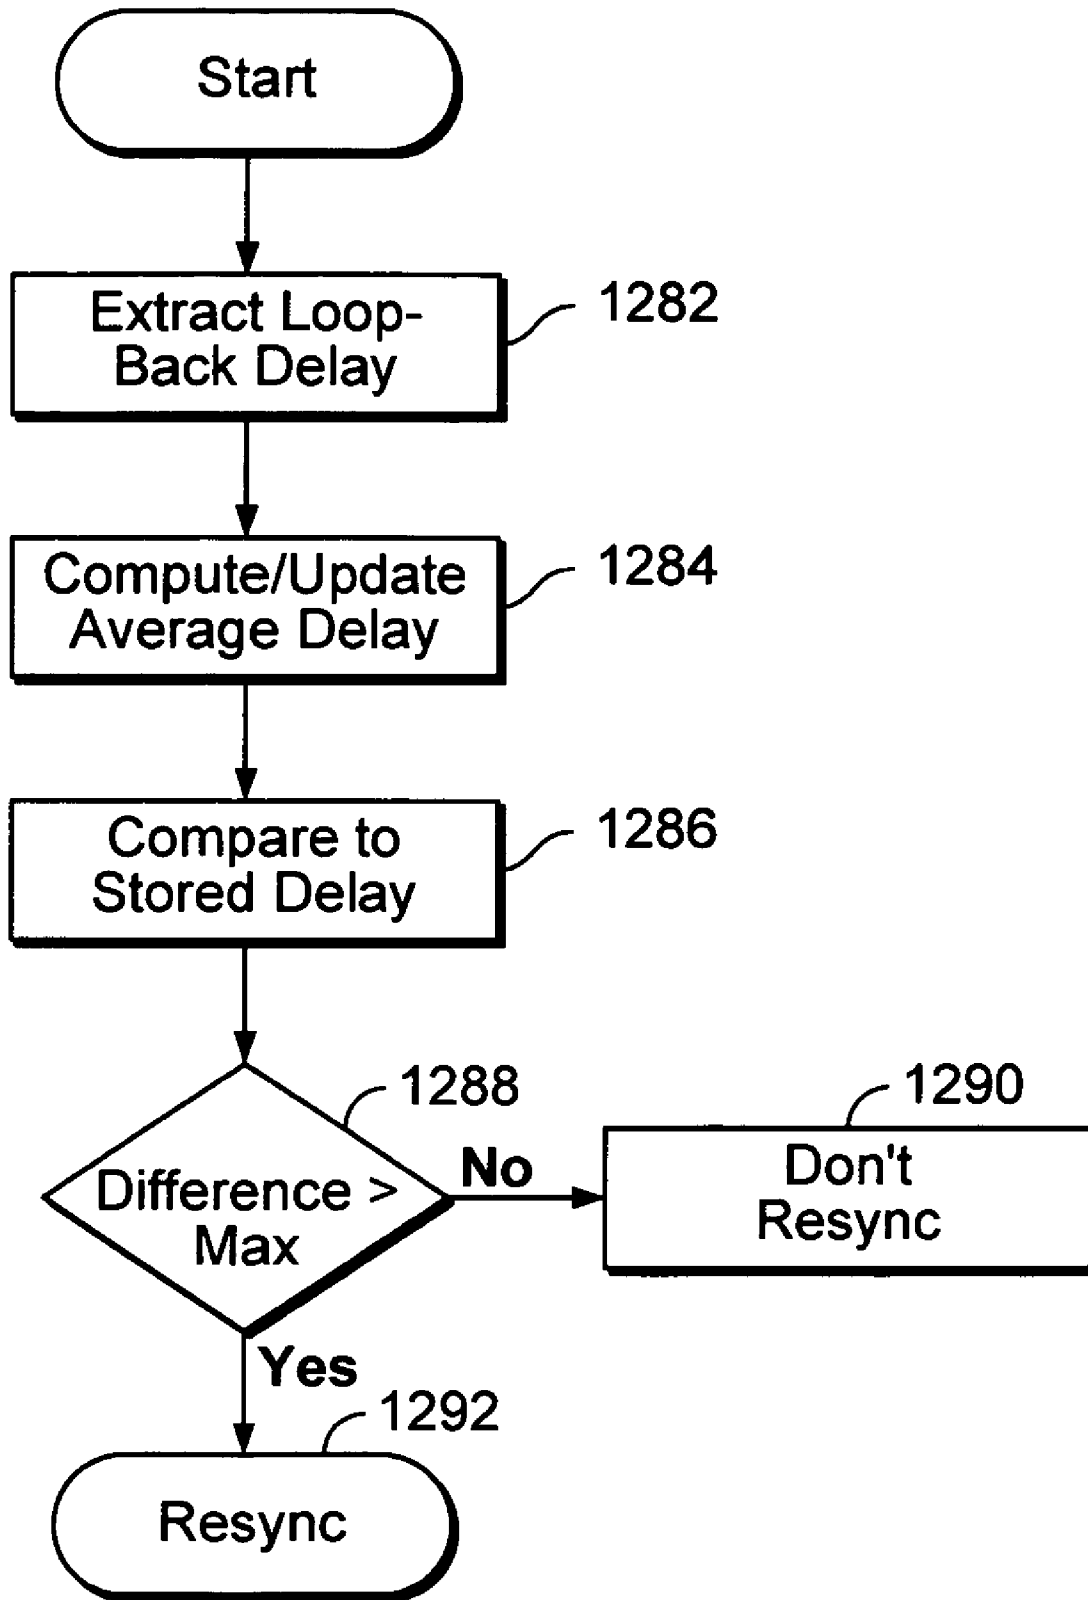 Start
Extract Loop-
Back Delay
1282
Compute/Update
Average Delay
1284
Compare to
Stored Delay
1286
Difference >
Max
1288
No
Don't
Resync
1290
Yes
Resync
1292